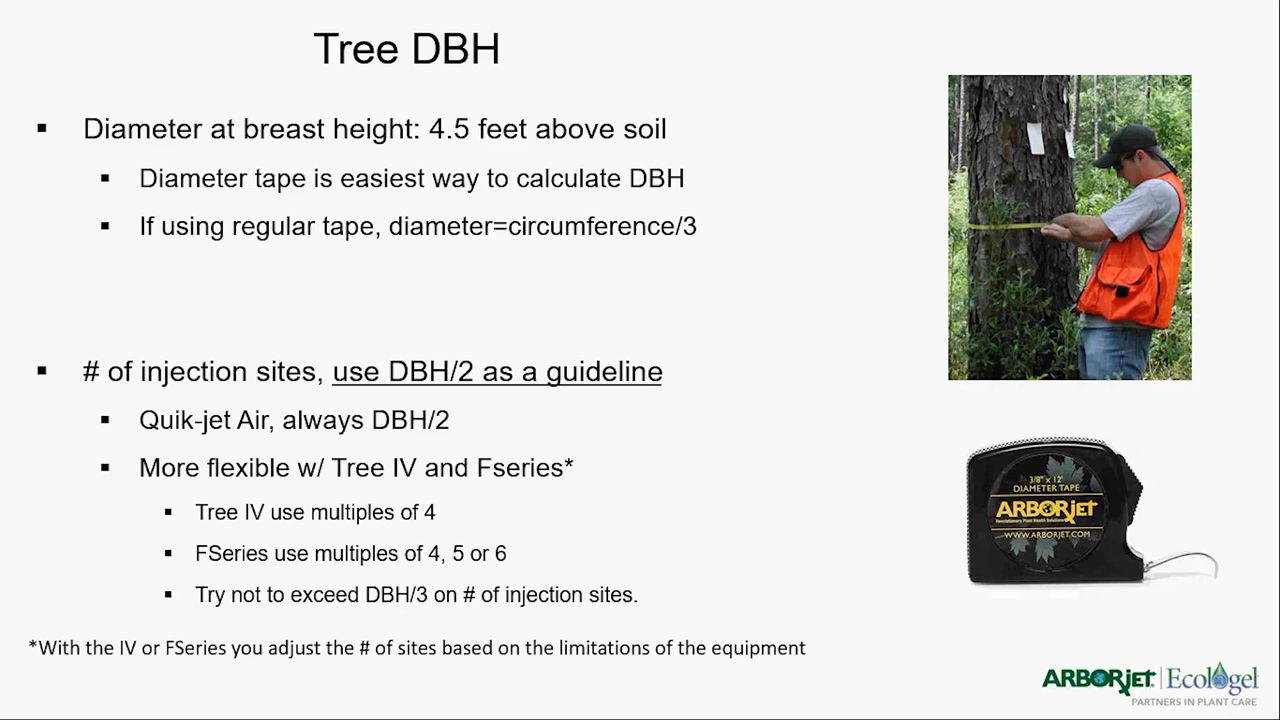 Tree DBH
▪ Diameter at breast height: 4.5 feet above soil
▪ Diameter tape is easiest way to calculate DBH
▪ If using regular tape, diameter=circumference/3
▪ # of injection sites, use DBH/2 as a guideline
▪ Quik-jet Air, always DBH/2
▪ More flexible w/ Tree IV and Fseries*
▪ Tree IV use multiples of 4
▪ FSeries use multiples of 4, 5 or 6
▪ Try not to exceed DBH/3 on # of injection sites.
*With the IV or FSeries you adjust the # of sites based on the limitations of the equipment
3/8" x 12'
DIAMETER TAPE
ARBORjet
Revolutionary Plant Health Solutions
WWW.ARBORJET.COM
ARBORjet | Ecologel
PARTNERS IN PLANT CARE